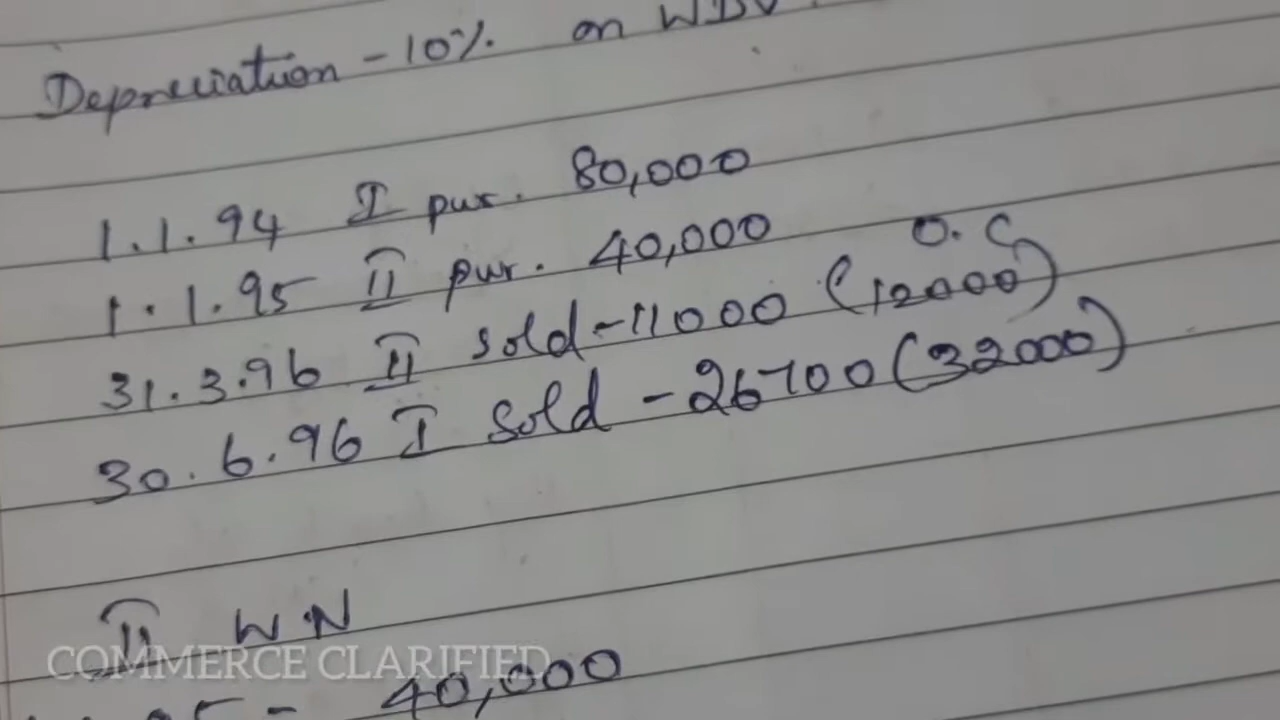 Depreciation - 10% on WDV
1.1.94 I pur. 80,000
1.1.95 II pur. 40,000 O.C
31.3.96 II sold - 11000 (12000)
30.6.96 I sold - 26700 (32000)
II W.N
COMMERCE CLARIFIED
40,000